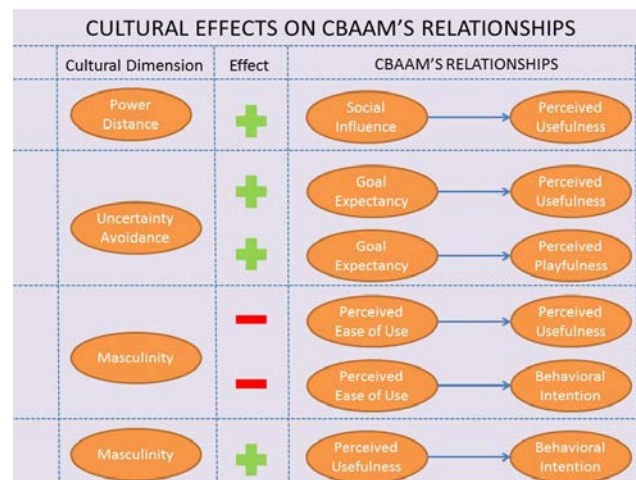 CULTURAL EFFECTS ON CBAAM'S RELATIONSHIPS
Cultural Dimension Effect CBAAM'S RELATIONSHIPS
Power
Distance
Social
Influence
Perceived
Usefulness
Uncertainty
Avoidance
Goal
Expectancy
Perceived
Usefulness
Goal
Expectancy
Perceived
Playfulness
Masculinity
Perceived
Ease of Use
Perceived
Usefulness
Perceived
Ease of Use
Behavioral
Intention
Masculinity
Perceived
Usefulness
Behavioral
Intention